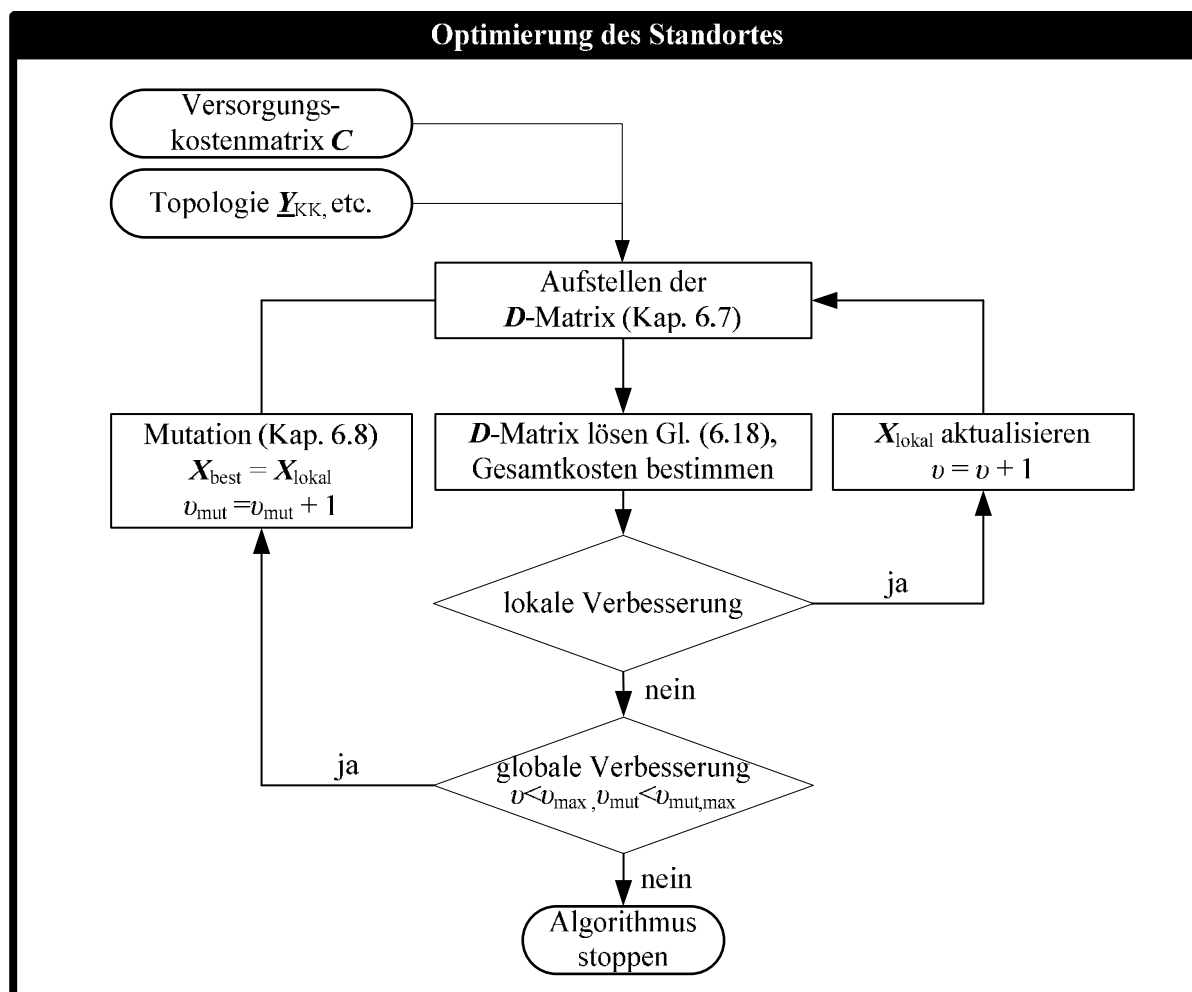 Optimierung des Standortes
Versorgungs-
kostenmatrix C
Topologie Y_KK, etc.
Aufstellen der
D-Matrix (Kap. 6.7)
Mutation (Kap. 6.8)
X_best = X_lokal
υ_mut =υ_mut + 1
D-Matrix lösen Gl. (6.18),
Gesamtkosten bestimmen
X_lokal aktualisieren
υ = υ + 1
lokale Verbesserung
ja
nein
ja
globale Verbesserung
υ<υ_max ,υ_mut<υ_mut,max
nein
Algorithmus
stoppen